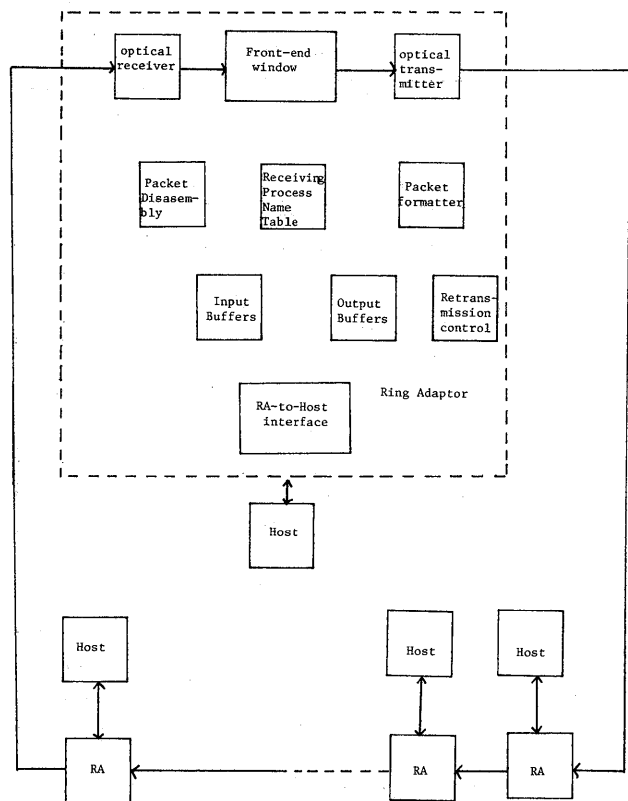 optical
receiver
Front-end
window
optical
trans-
mitter
Packet
Disasem-
bly
Receiving
Process
Name
Table
Packet
formatter
Input
Buffers
Output
Buffers
Retrans-
mission
control
RA-to-Host
interface
Ring Adaptor
Host
Host
Host
Host
RA
RA
RA